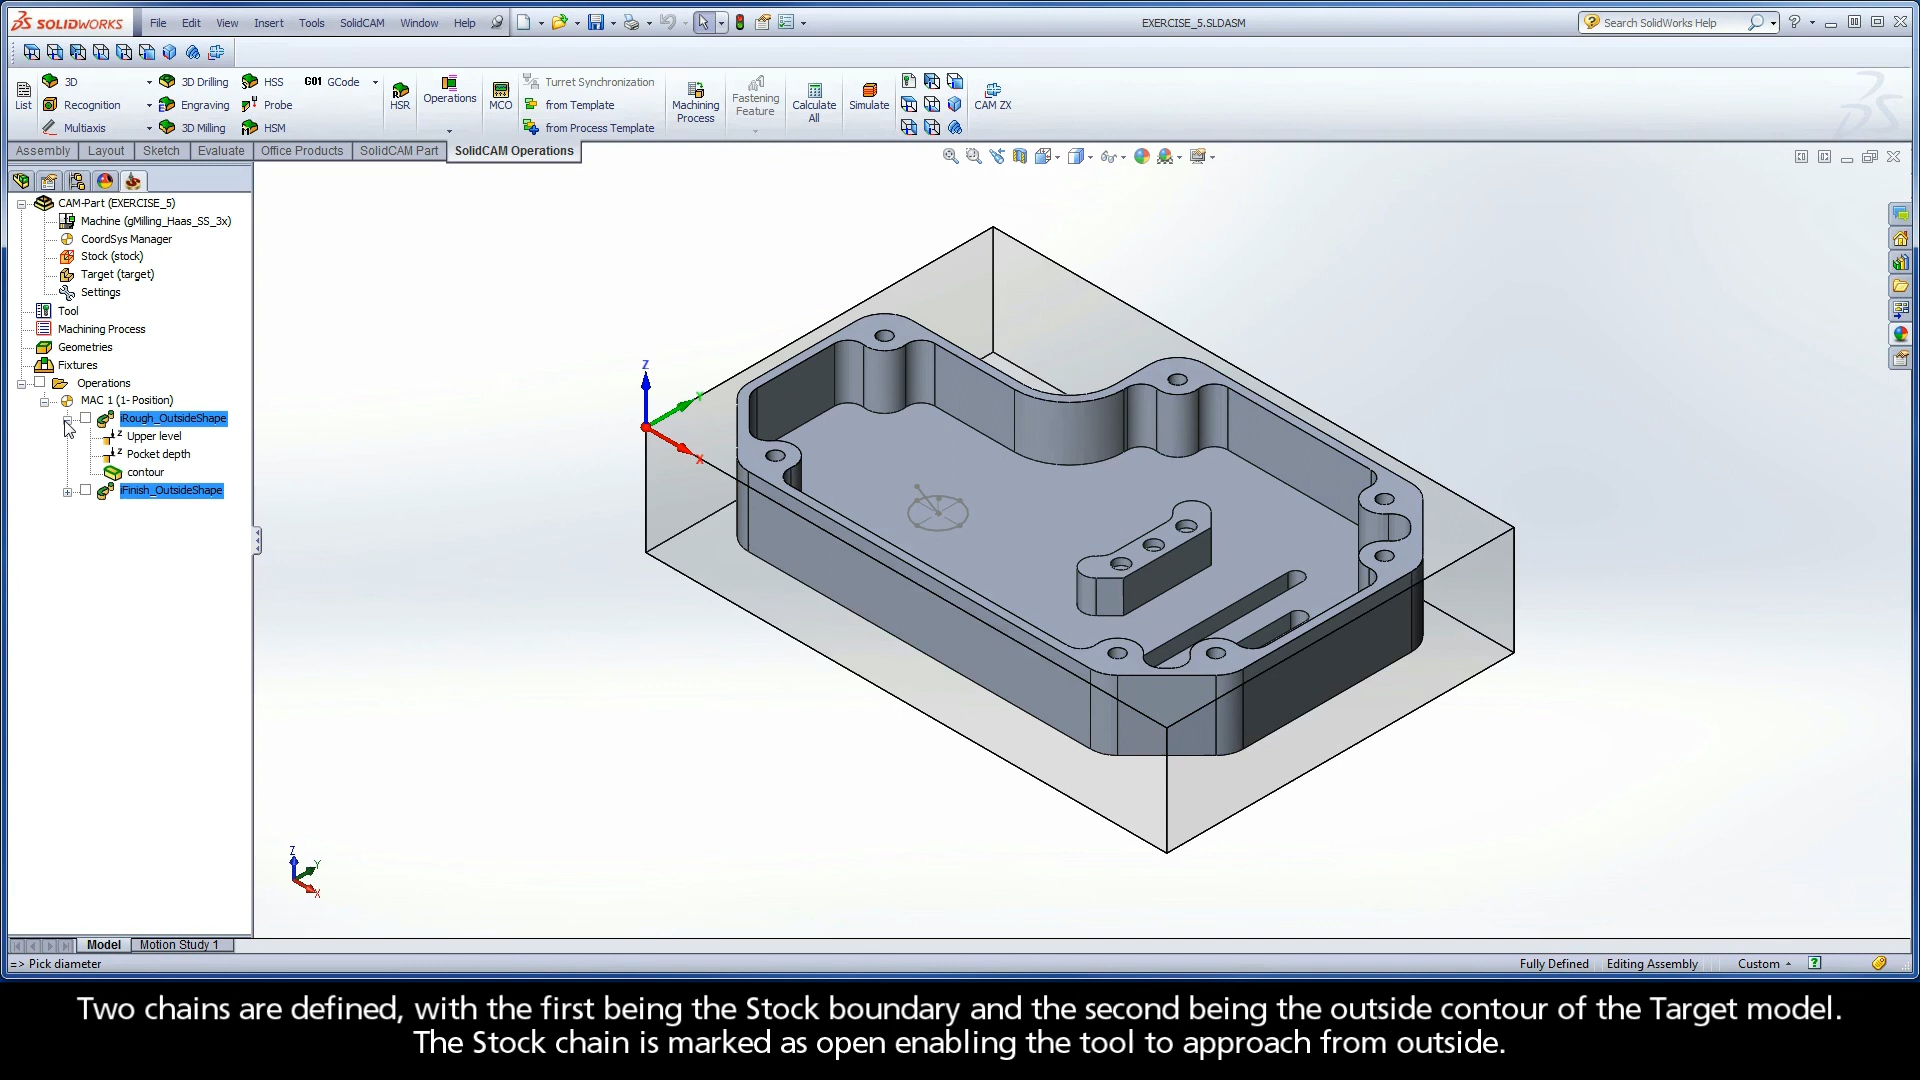 SOLIDWORKS File Edit View Insert Tools SolidCAM Window Help EXERCISE_5.SLDASM Search SolidWorks Help
3D 3D Drilling HSS G01 GCode Turret Synchronization
List Recognition Engraving Probe HSR Operations MCO from Template Machining Process Fastening Feature Calculate All Simulate CAM ZX
Multiaxis 3D Milling HSM from Process Template
Assembly Layout Sketch Evaluate Office Products SolidCAM Part SolidCAM Operations
CAM-Part (EXERCISE_5)
Machine (gMilling_Haas_SS_3x)
CoordSys Manager
Stock (stock)
Target (target)
Settings
Tool
Machining Process
Geometries
Fixtures
Operations
MAC 1 (1- Position)
iRough_OutsideShape
Upper level
Pocket depth
contour
iFinish_OutsideShape
Z
Y
X
Z
Y
X
Model Motion Study 1
=> Pick diameter Fully Defined Editing Assembly Custom
Two chains are defined, with the first being the Stock boundary and the second being the outside contour of the Target model.
The Stock chain is marked as open enabling the tool to approach from outside.